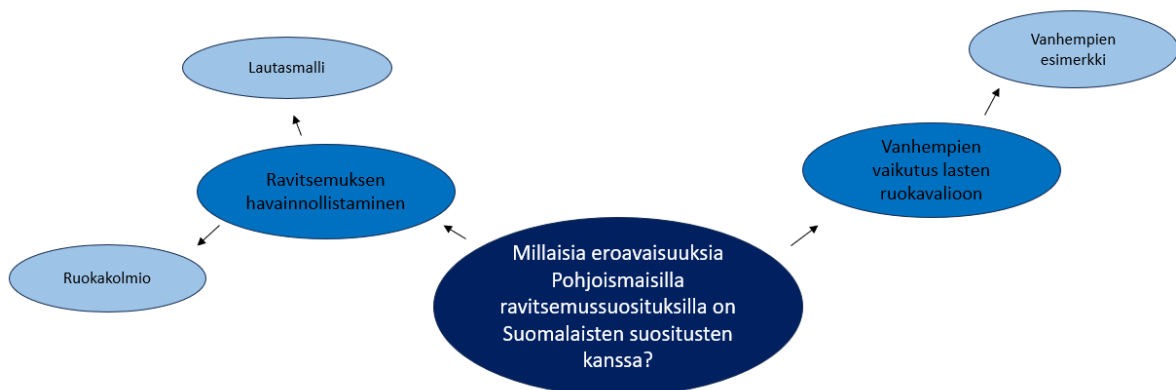 Vanhempien
esimerkki
Lautasmalli
Vanhempien
vaikutus lasten
ruokavalioon
Ravitsemuksen
havainnollistaminen
Ruokakolmio
Millaisia eroavaisuuksia
Pohjoismaisilla
ravitsemussuosituksilla on
Suomalaisten suositusten
kanssa?